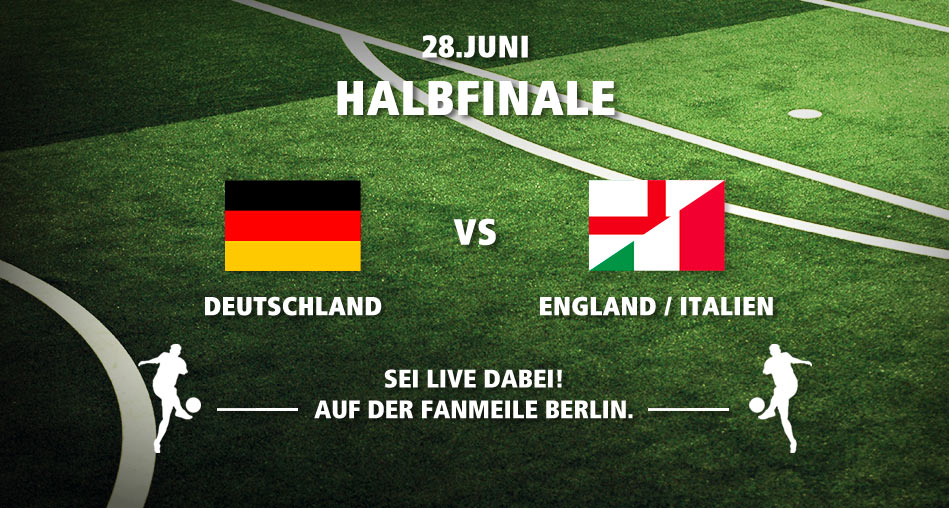 28.JUNI
HALBFINALE
VS
DEUTSCHLAND
ENGLAND / ITALIEN
SEI LIVE DABEI!
AUF DER FANMEILE BERLIN.